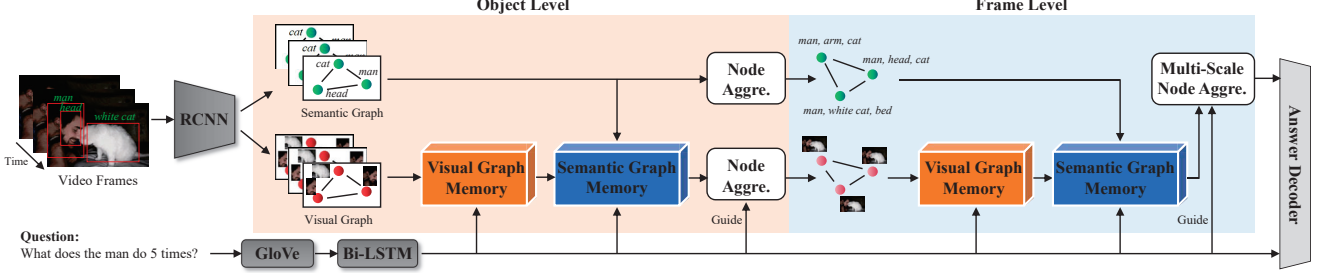 Object Level
Frame Level
cat
man
cat
man
cat
man
head
Semantic Graph
man
head
white cat
Time
Video Frames
RCNN
Node
Aggre.
man, arm, cat
man, head, cat
man, white cat, bed
Multi-Scale
Node Aggre.
Visual Graph
Visual Graph
Memory
Semantic Graph
Memory
Node
Aggre.
Guide
Visual Graph
Memory
Semantic Graph
Memory
Guide
Answer Decoder
Question:
What does the man do 5 times?
GloVe
Bi-LSTM